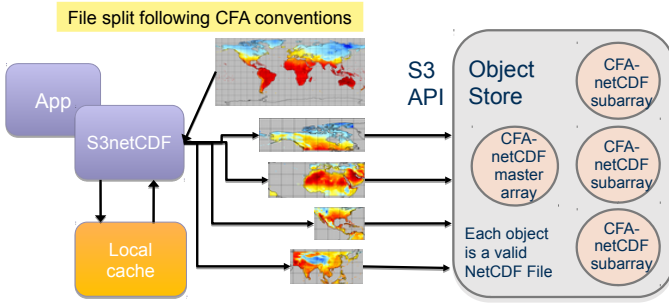 File split following CFA conventions
App
S3netCDF
Local
cache
S3
API
Object
Store
CFA-
netCDF
master
array
Each object
is a valid
NetCDF File
CFA-
netCDF
subarray
CFA-
netCDF
subarray
CFA-
netCDF
subarray